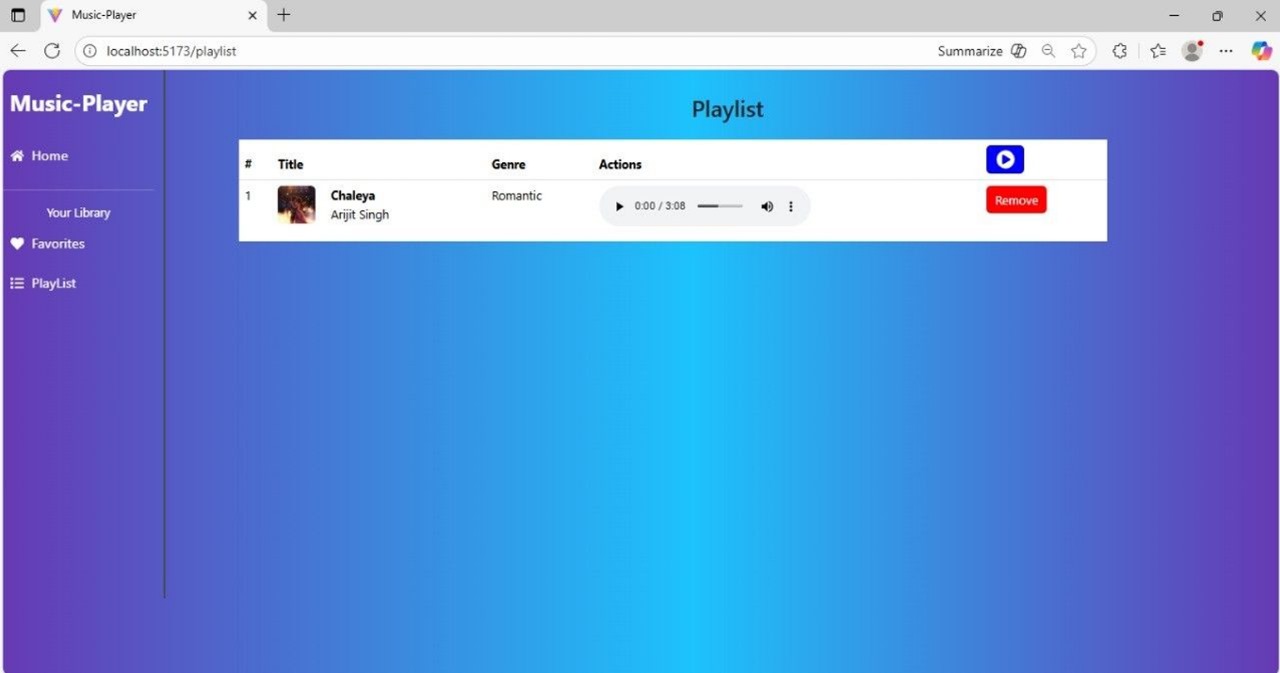 Music-Player
localhost:5173/playlist
Summarize
Music-Player
Home
Your Library
Favorites
PlayList
Playlist
# Title Genre Actions
1 Chaleya Romantic 0:00 / 3:08 Remove
Arijit Singh